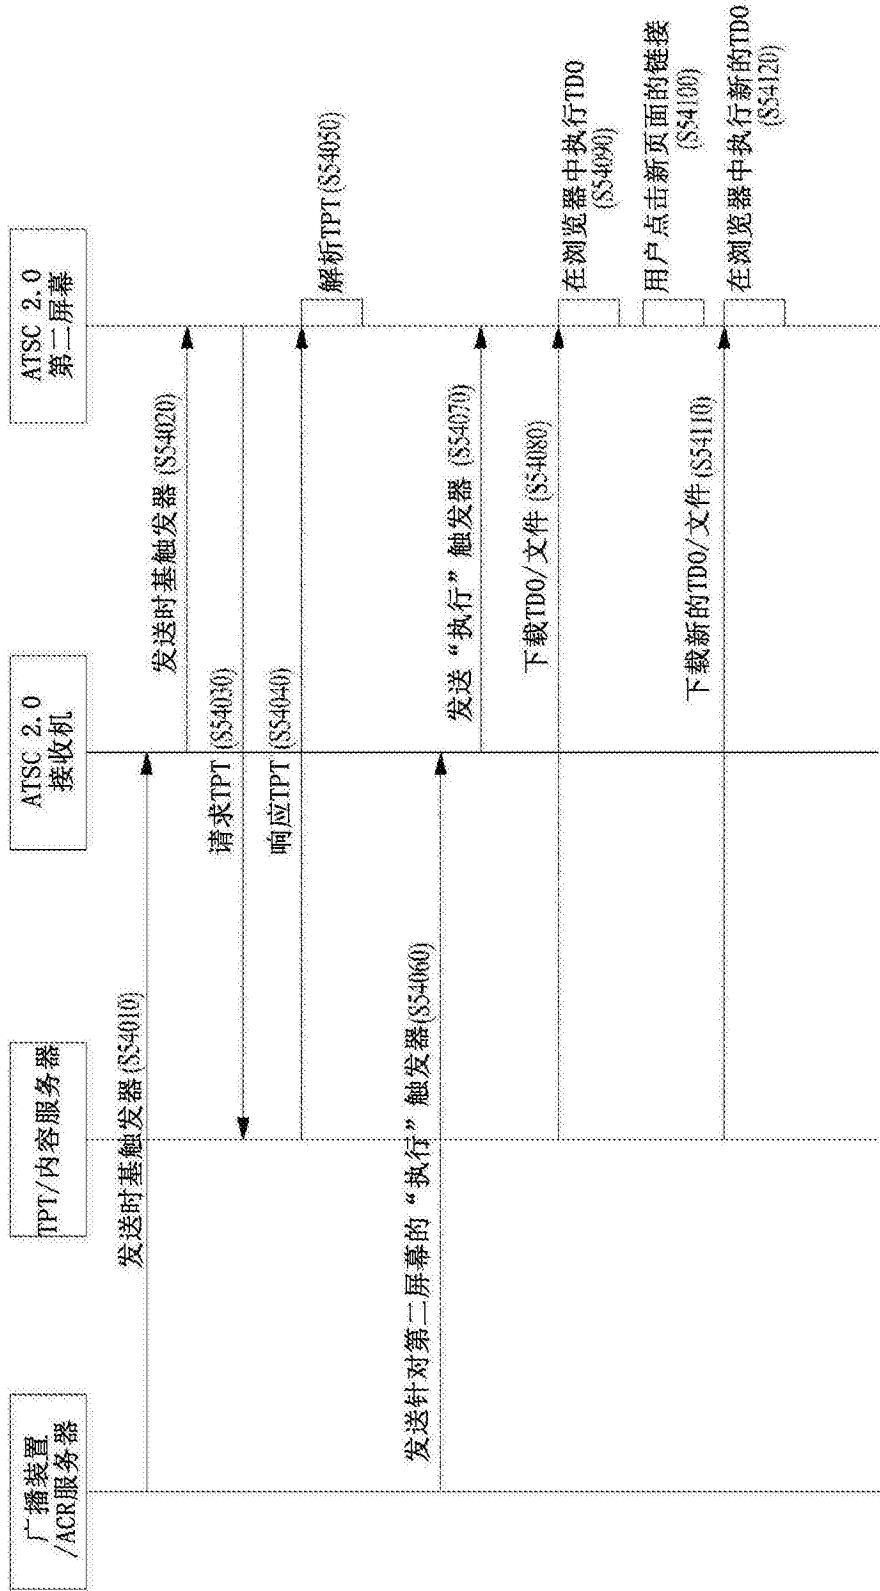 广播装置
/ACR服务器
TPT/内容服务器
ATSC 2.0
接收机
ATSC 2.0
第二屏幕
发送时基触发器(S54010)
发送时基触发器(S54020)
请求TPT(S54030)
响应TPT(S54040)
解析TPT(S54050)
发送针对第二屏幕的“执行”触发器(S54060)
发送“执行”触发器(S54070)
下载TDO/文件(S54080)
在浏览器中执行TDO
(S54090)
用户点击新页面的链接
(S54100)
下载新的TDO/文件(S54110)
在浏览器中执行新的TDO
(S54120)